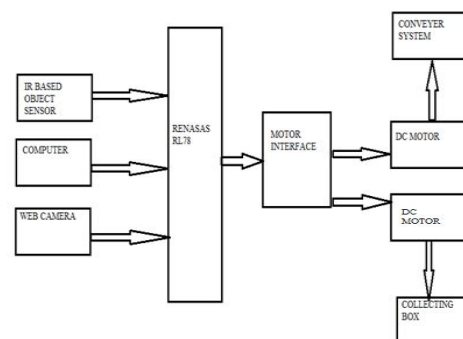 CONVEYER
SYSTEM
IR BASED
OBJECT
SENSOR
COMPUTER
WEB CAMERA
RENASAS
RL78
MOTOR
INTERFACE
DC MOTOR
DC
MOTOR
COLLECTING
BOX